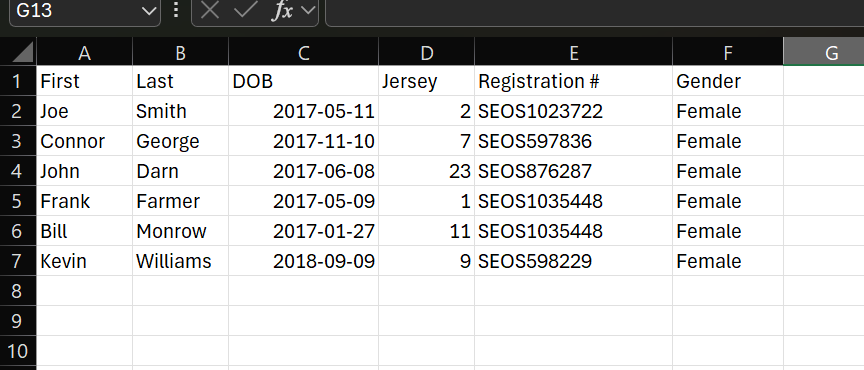 G13 fx
A B C D E F G
1 First Last DOB Jersey Registration # Gender
2 Joe Smith 2017-05-11 2 SEOS1023722 Female
3 Connor George 2017-11-10 7 SEOS597836 Female
4 John Darn 2017-06-08 23 SEOS876287 Female
5 Frank Farmer 2017-05-09 1 SEOS1035448 Female
6 Bill Monrow 2017-01-27 11 SEOS1035448 Female
7 Kevin Williams 2018-09-09 9 SEOS598229 Female
8
9
10